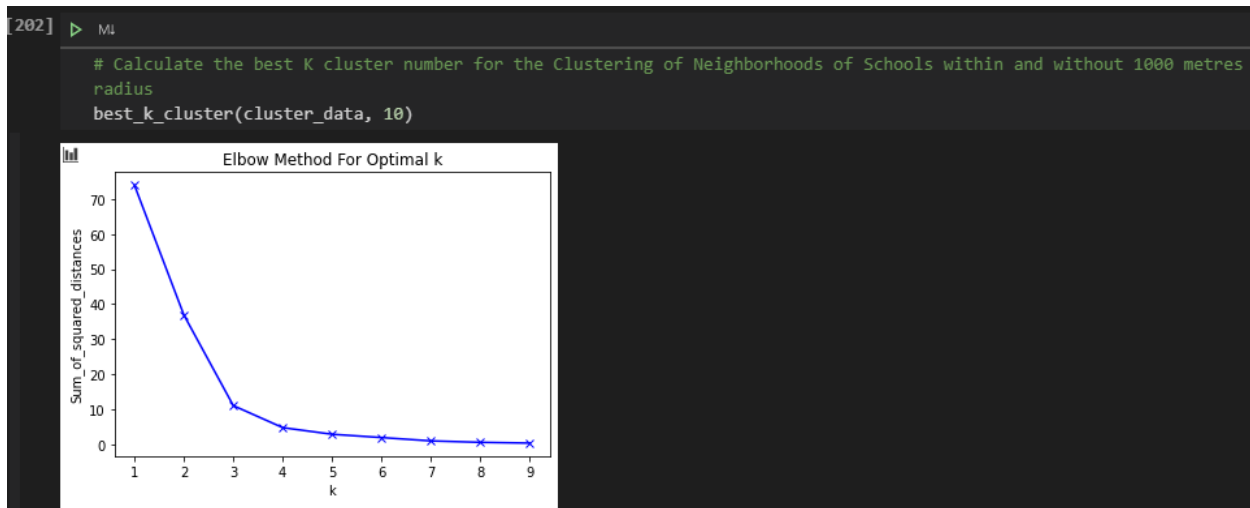 [202]
M↓
# Calculate the best K cluster number for the Clustering of Neighborhoods of Schools within and without 1000 metres
radius
best_k_cluster(cluster_data, 10)
Elbow Method For Optimal k
Sum_of_squared_distances
70
60
50
40
30
20
10
0
1 2 3 4 5 6 7 8 9
k